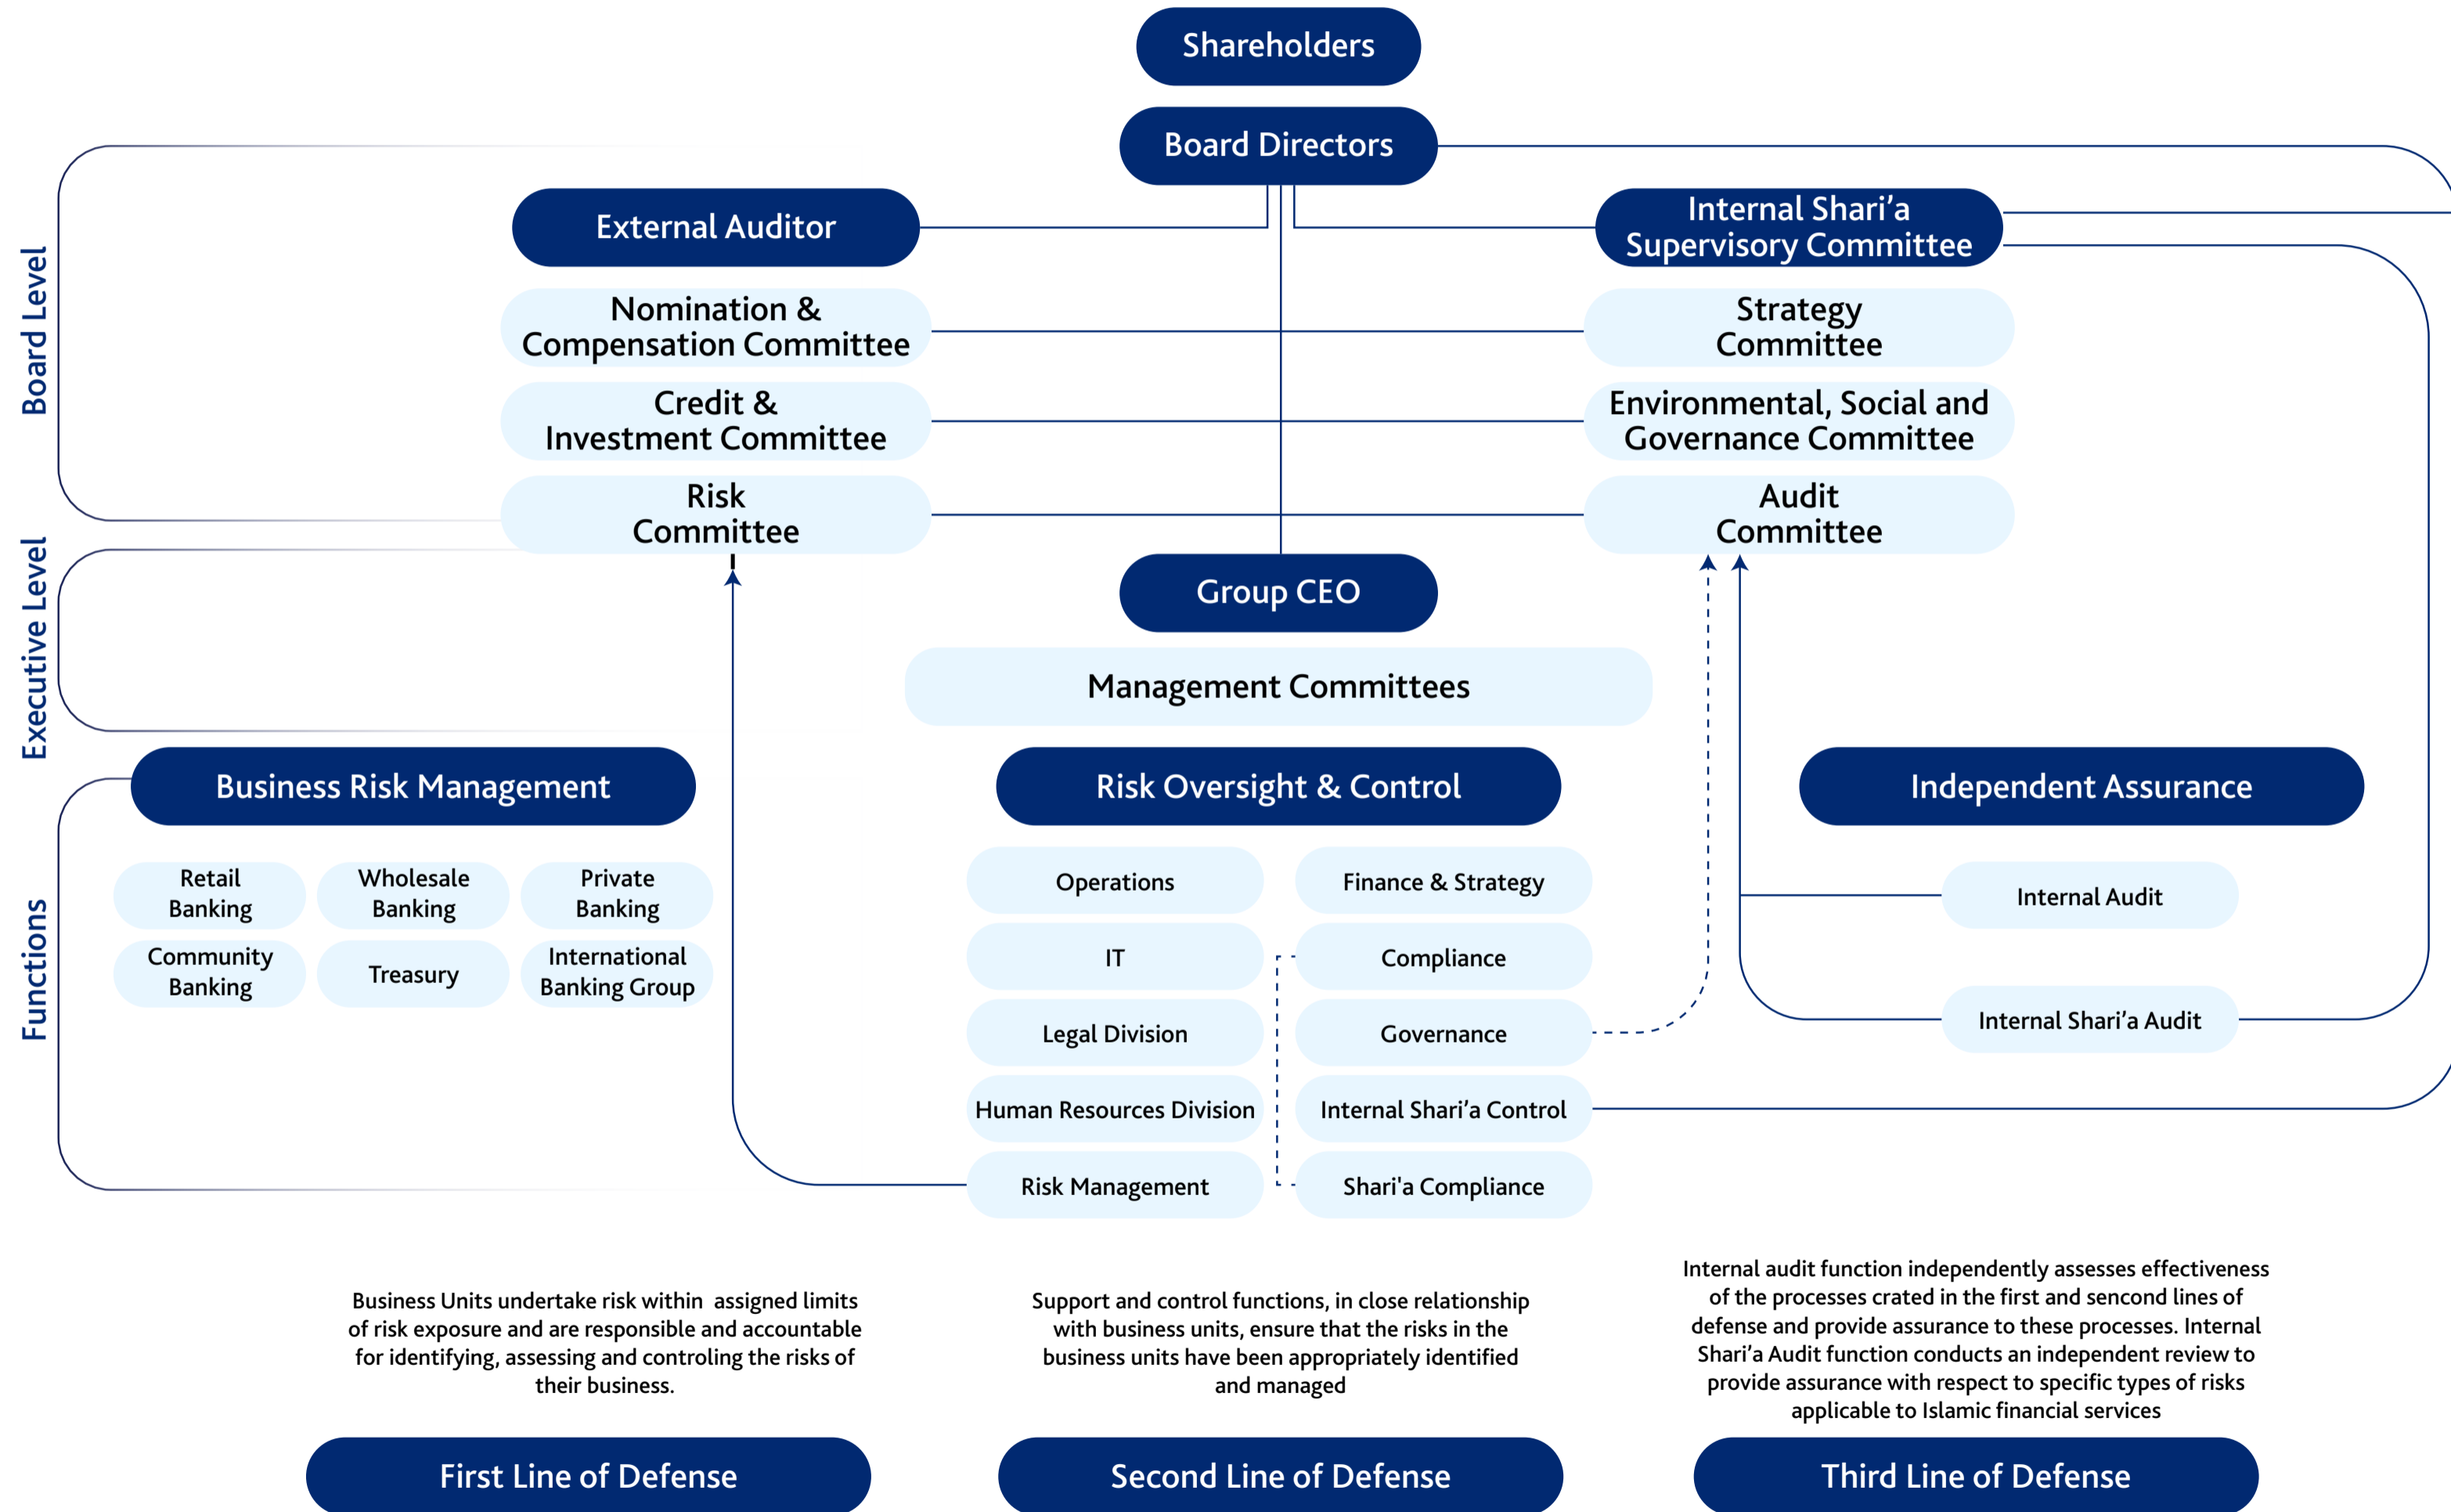 Shareholders
Board Directors
External Auditor
Internal Shari’a
Supervisory Committee
Board Level
Nomination &
Compensation Committee
Strategy
Committee
Credit &
Investment Committee
Environmental, Social and
Governance Committee
Risk
Committee
Audit
Committee
Executive Level
Group CEO
Management Committees
Functions
Business Risk Management
Retail
Banking
Wholesale
Banking
Private
Banking
Community
Banking
Treasury
International
Banking Group
Risk Oversight & Control
Operations
Finance & Strategy
IT
Compliance
Legal Division
Governance
Human Resources Division
Internal Shari’a Control
Risk Management
Shari'a Compliance
Independent Assurance
Internal Audit
Internal Shari’a Audit
Business Units undertake risk within assigned limits
of risk exposure and are responsible and accountable
for identifying, assessing and controling the risks of
their business.
First Line of Defense
Support and control functions, in close relationship
with business units, ensure that the risks in the
business units have been appropriately identified
and managed
Second Line of Defense
Internal audit function independently assesses effectiveness
of the processes crated in the first and sencond lines of
defense and provide assurance to these processes. Internal
Shari’a Audit function conducts an independent review to
provide assurance with respect to specific types of risks
applicable to Islamic financial services
Third Line of Defense